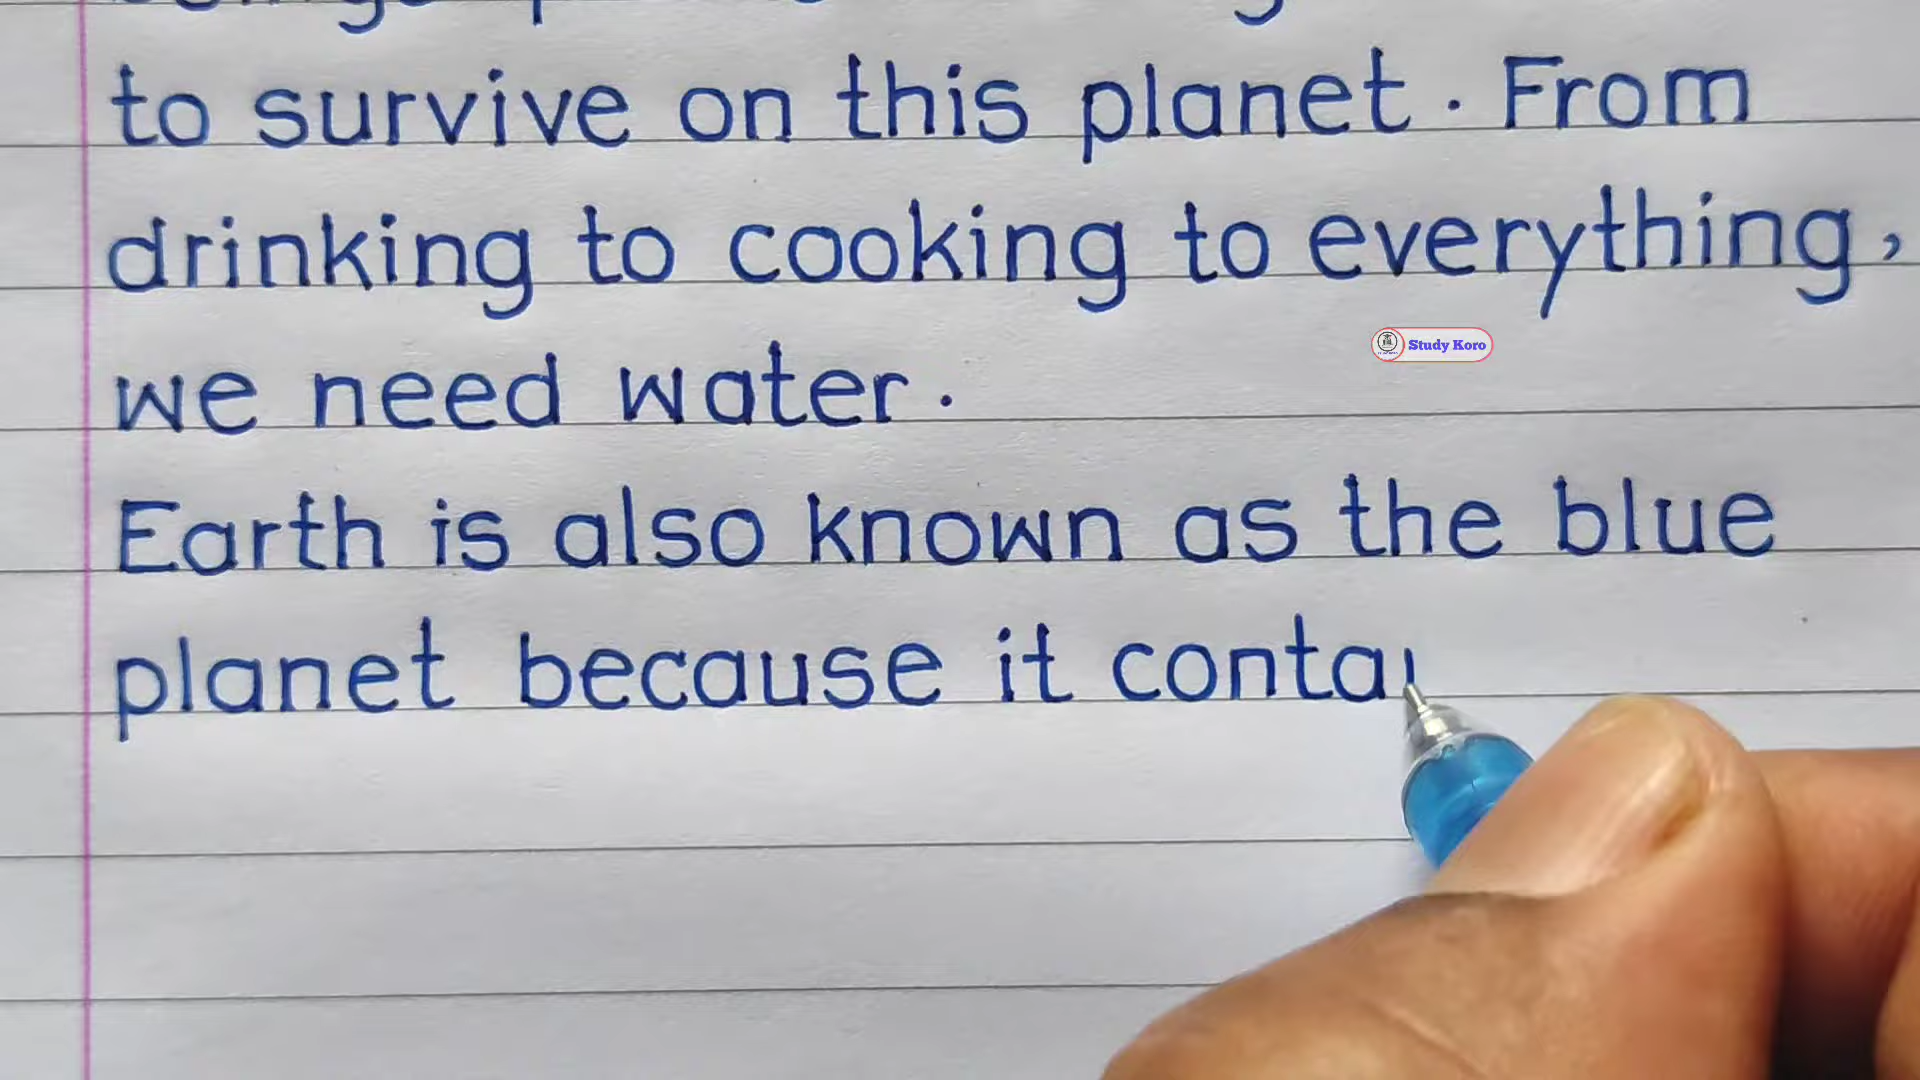 to survive on this planet. From
drinking to cooking to everything,
Study Koro
we need water.
Earth is also known as the blue
planet because it contai